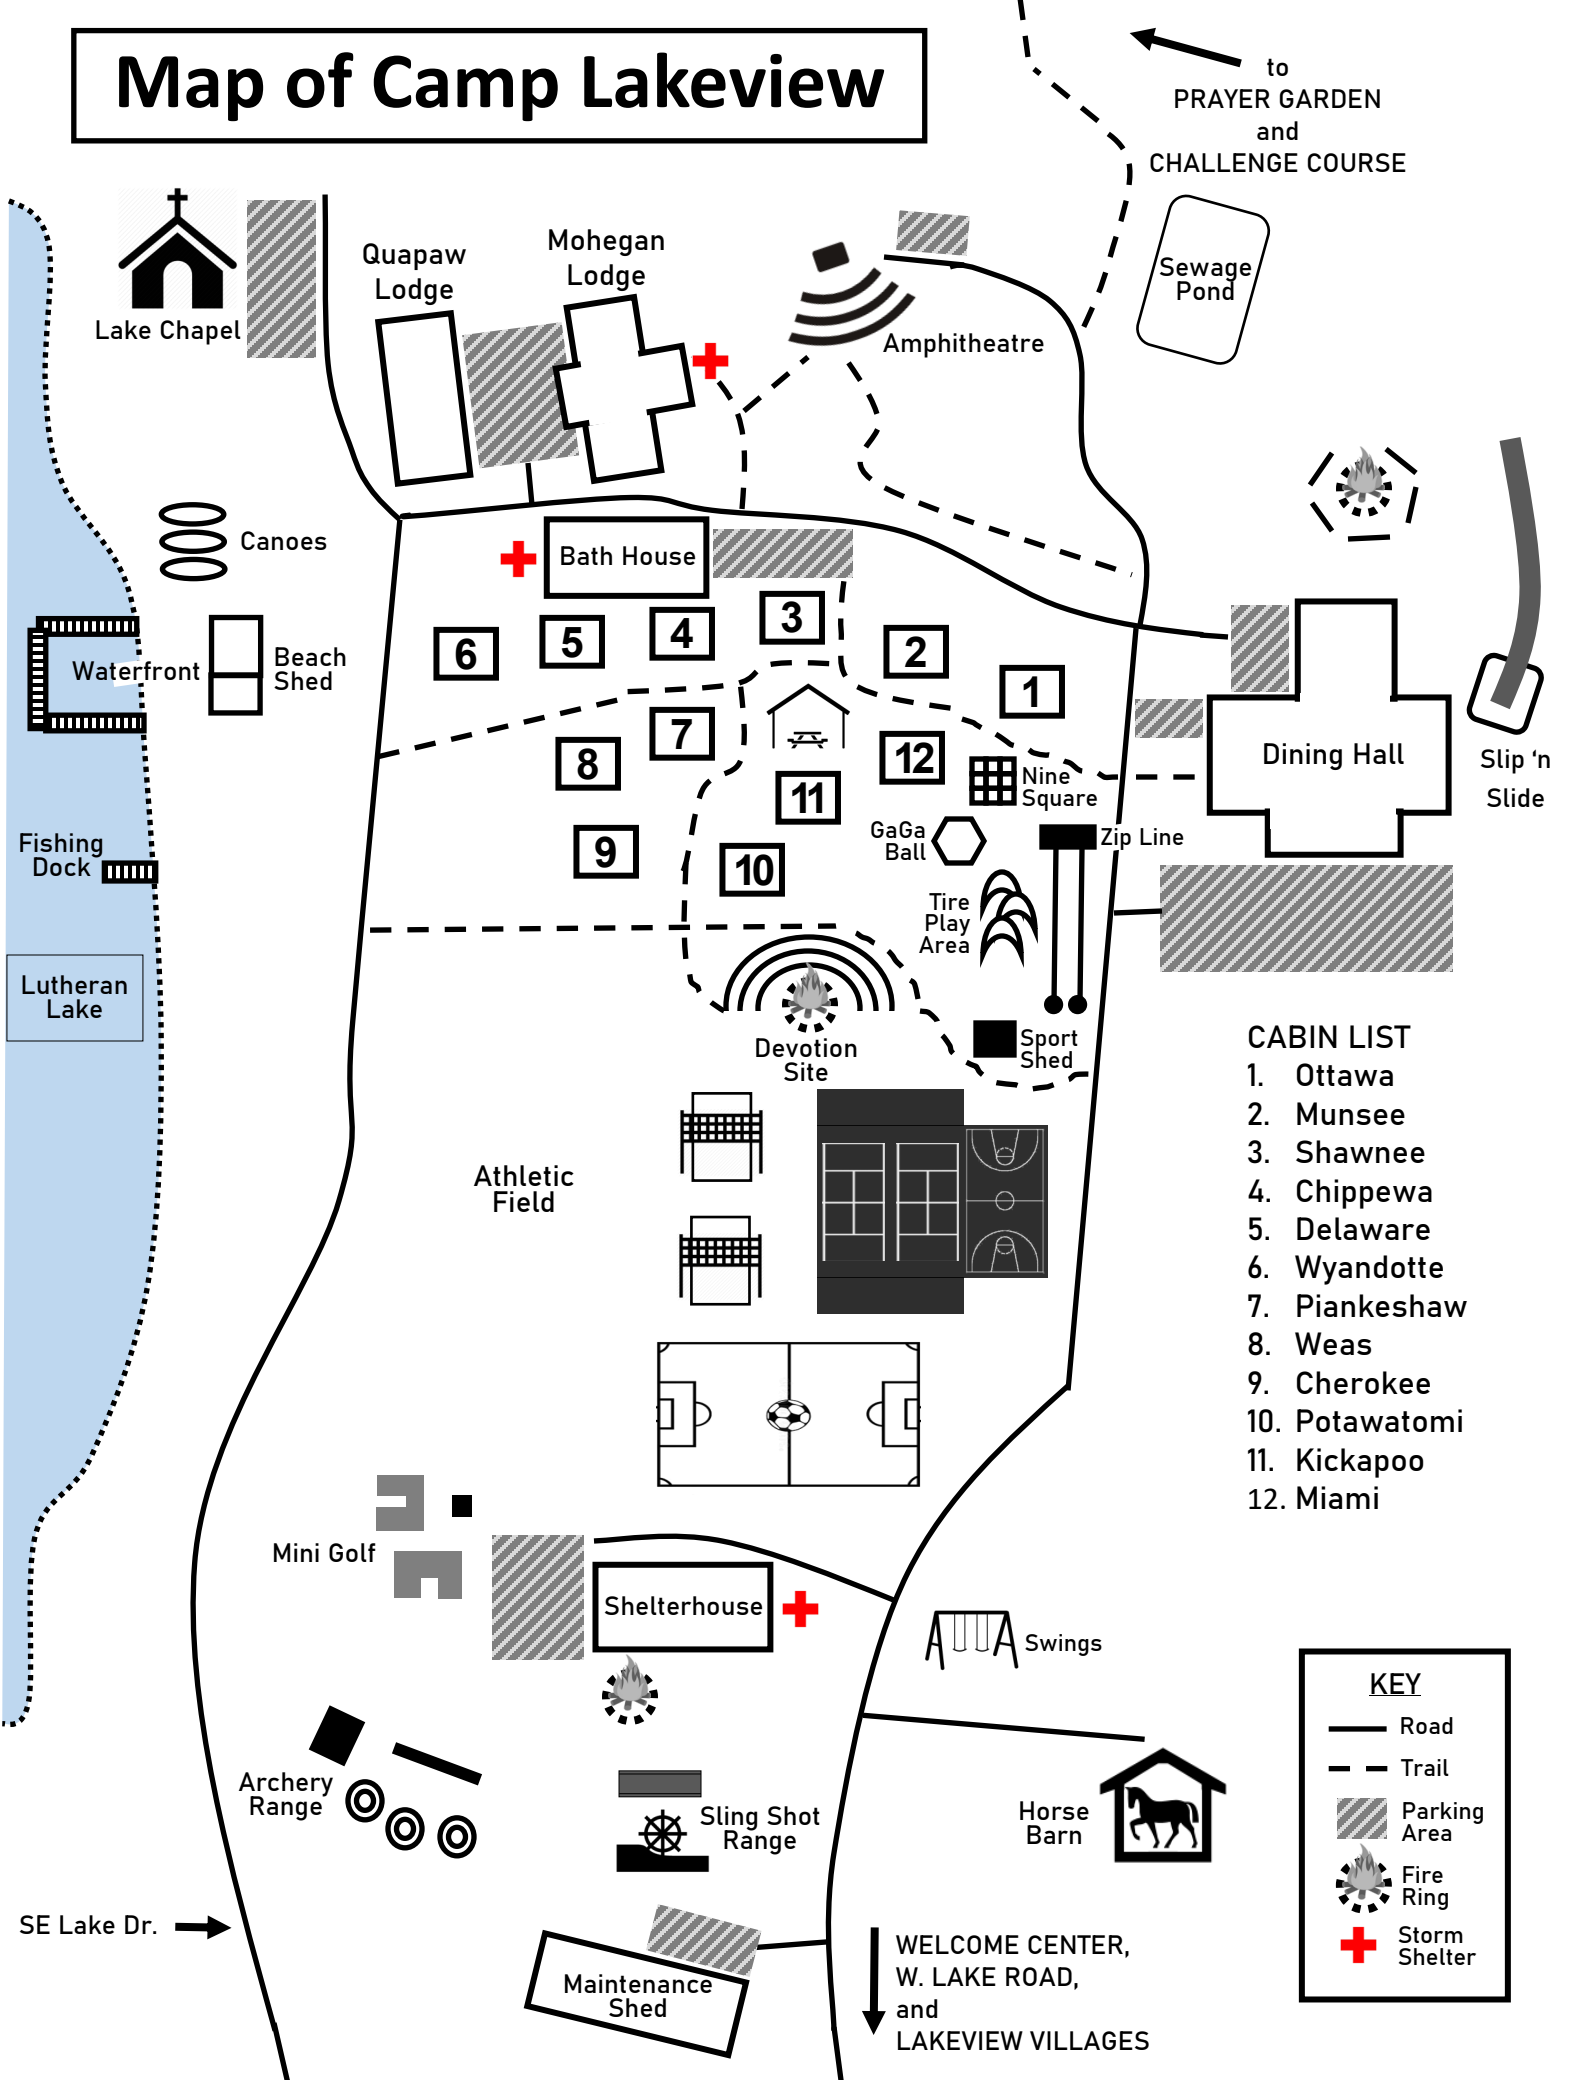 Map of Camp Lakeview
to
PRAYER GARDEN
and
CHALLENGE COURSE
Sewage
Pond
Lake Chapel
Quapaw
Lodge
Mohegan
Lodge
Amphitheatre
Canoes
Bath House
Waterfront
Beach
Shed
6
5
4
3
2
1
7
8
12
11
9
10
Nine
Square
GaGa
Ball
Zip Line
Tire
Play
Area
Dining Hall
Slip ‘n
Slide
Fishing
Dock
Lutheran
Lake
Devotion
Site
Sport
Shed
Athletic
Field
CABIN LIST
1. Ottawa
2. Munsee
3. Shawnee
4. Chippewa
5. Delaware
6. Wyandotte
7. Piankeshaw
8. Weas
9. Cherokee
10. Potawatomi
11. Kickapoo
12. Miami
Mini Golf
Shelterhouse
Swings
Archery
Range
Sling Shot
Range
Horse
Barn
SE Lake Dr.
Maintenance
Shed
WELCOME CENTER,
W. LAKE ROAD,
and
LAKEVIEW VILLAGES
KEY
Road
Trail
Parking
Area
Fire
Ring
Storm
Shelter